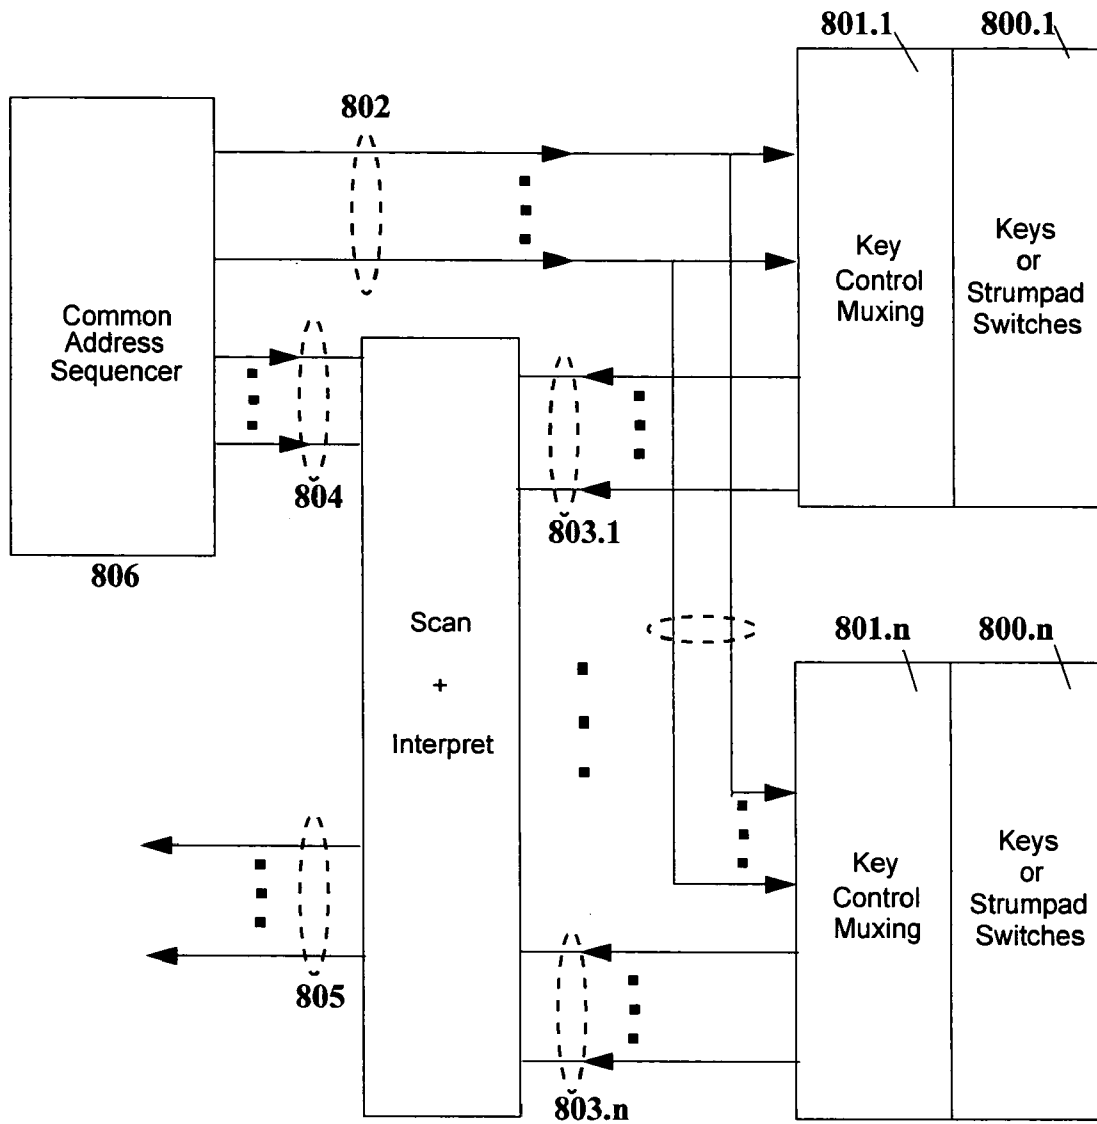 801.1
800.1
802
Key
Control
Muxing
Keys
or
Strumpad
Switches
Common
Address
Sequencer
804
803.1
806
Scan
+
Interpret
801.n
800.n
Key
Control
Muxing
Keys
or
Strumpad
Switches
805
803.n